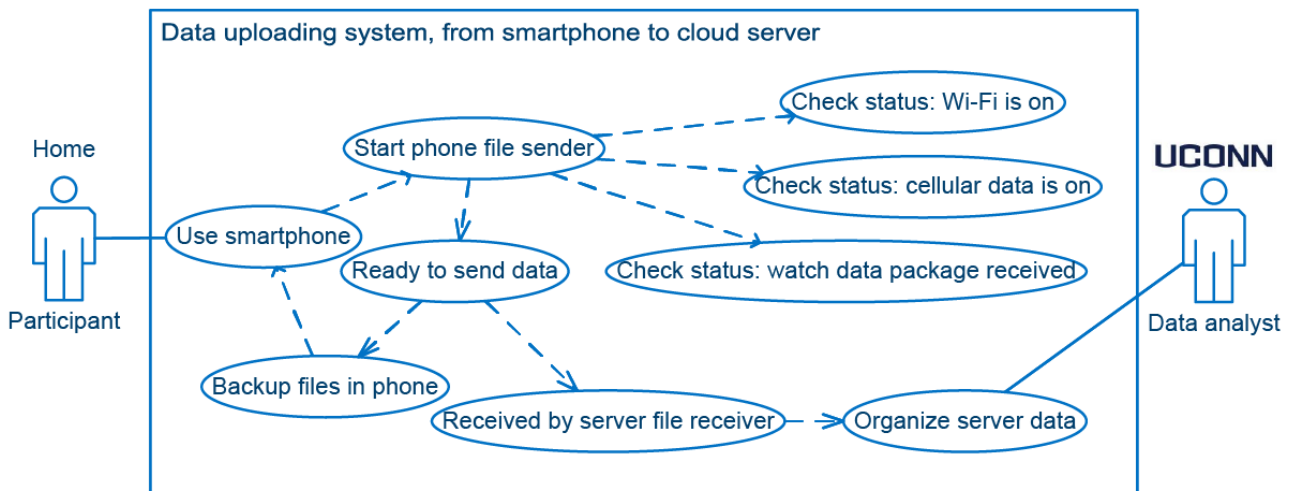 Data uploading system, from smartphone to cloud server
Check status: Wi-Fi is on
Home
Start phone file sender
UCONN
Check status: cellular data is on
Use smartphone
Ready to send data
Check status: watch data package received
Participant
Data analyst
Backup files in phone
Received by server file receiver
Organize server data